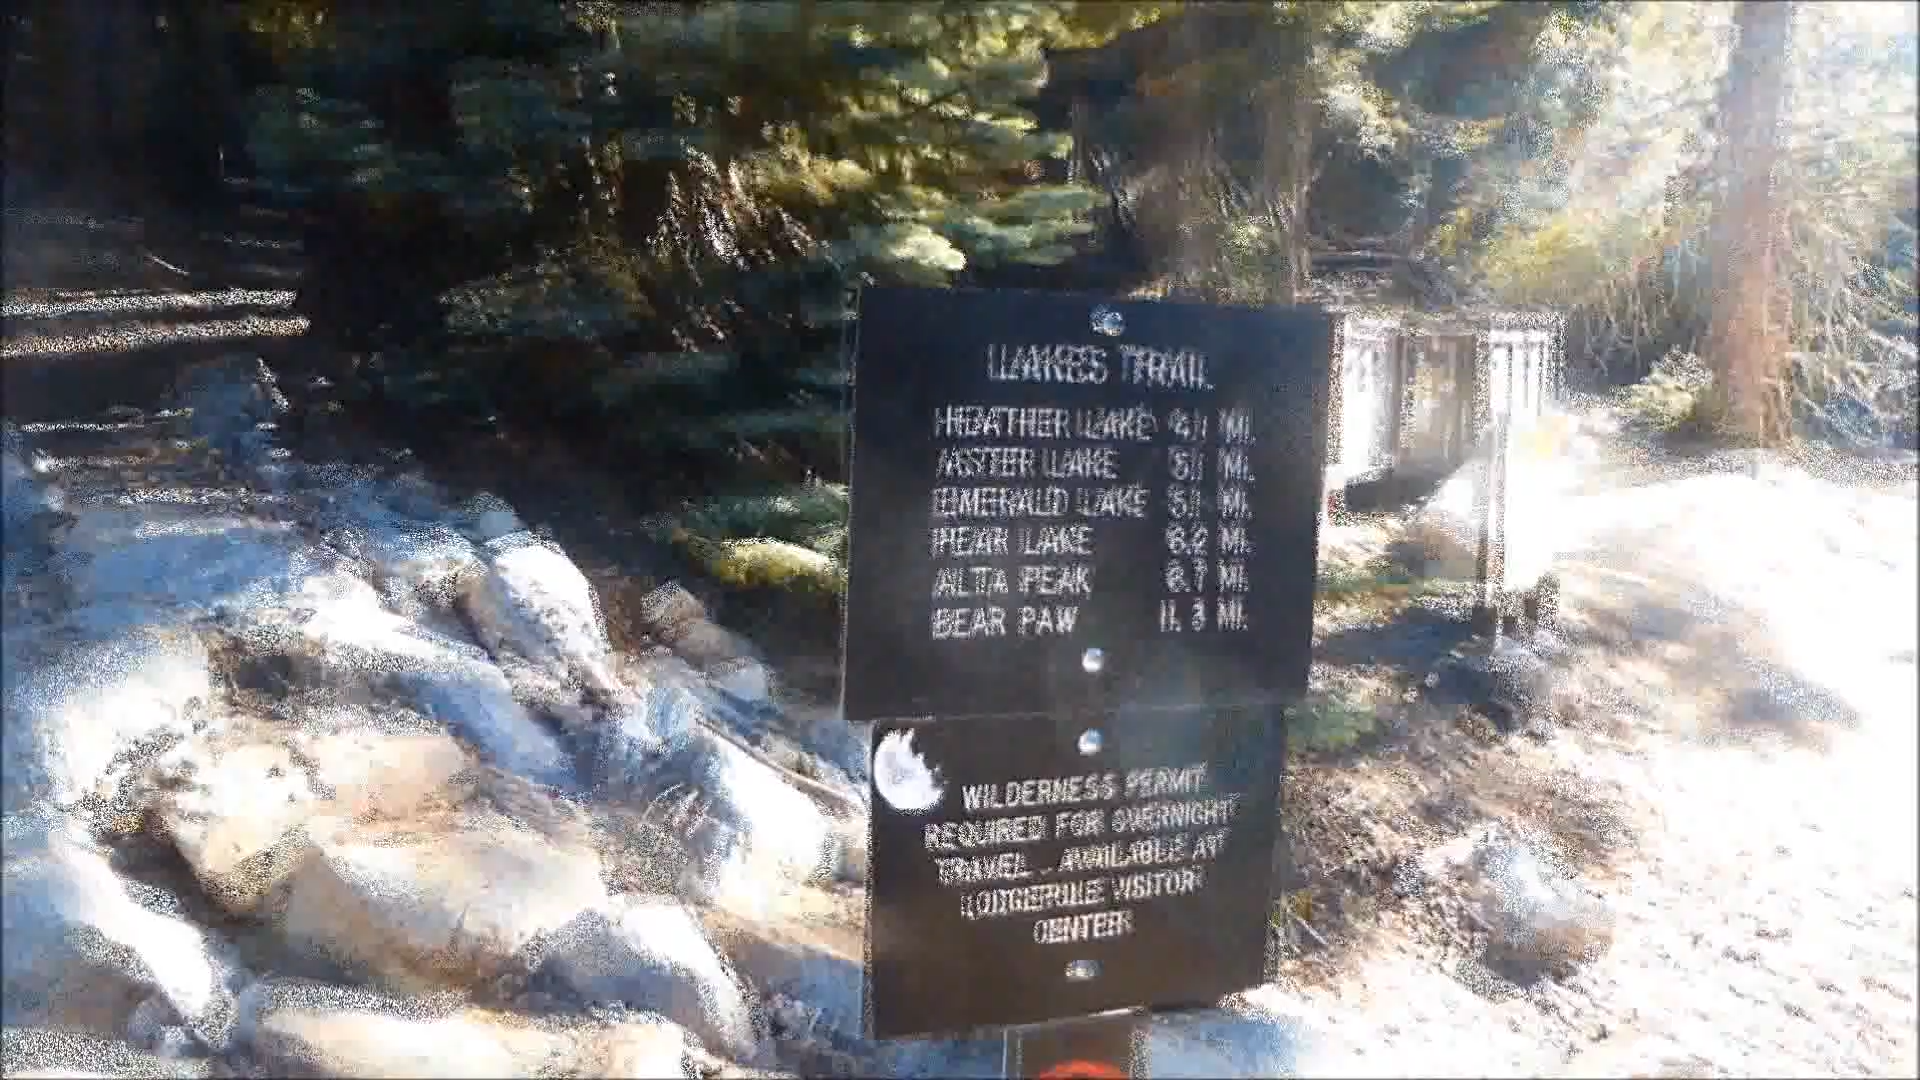 LAKES TRAIL
HEATHER LAKE 4.1 MI.
ASTER LAKE 5.1 MI.
EMERALD LAKE 5.1 MI.
PEAR LAKE 6.2 MI.
ALTA PEAK 6.7 MI.
BEAR PAW 11.3 MI.
WILDERNESS PERMIT
REQUIRED FOR OVERNIGHT
TRAVEL - AVAILABLE AT
LODGEPOLE VISITOR
CENTER